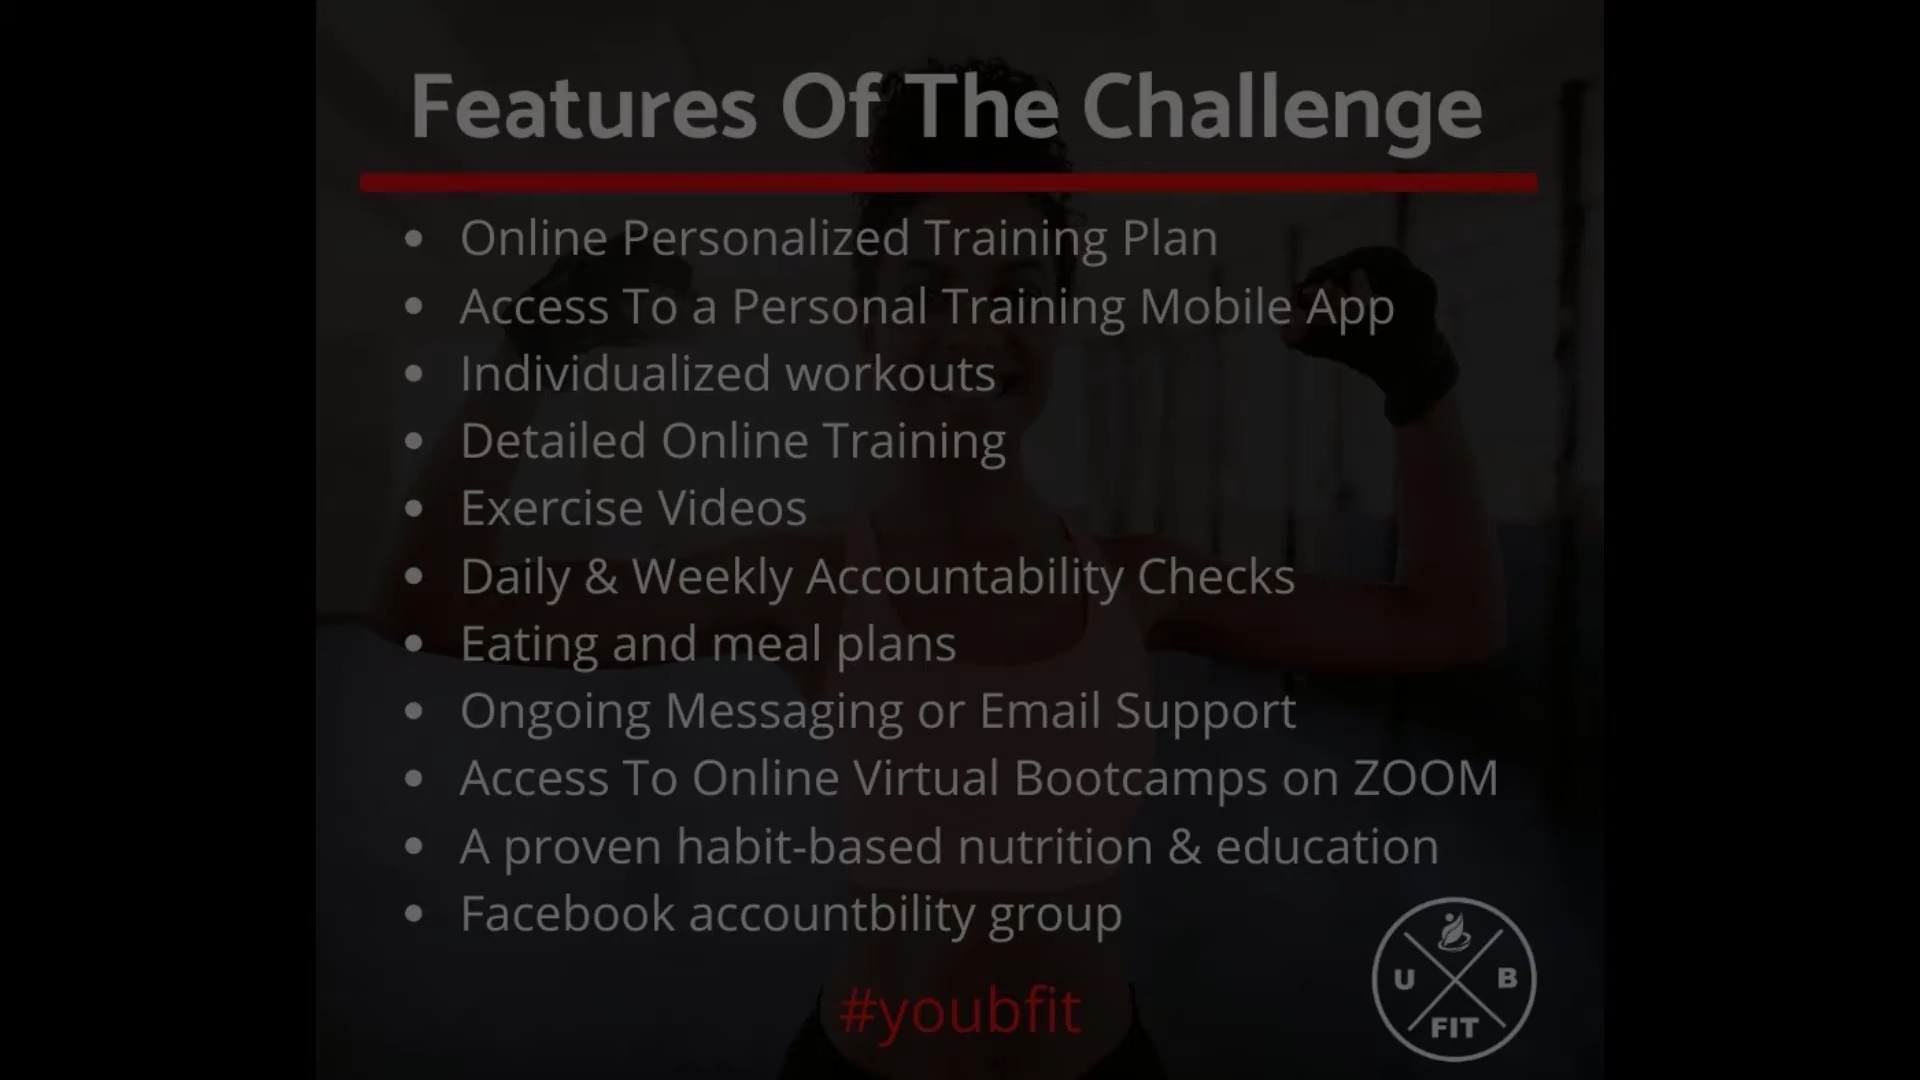 Features Of The Challenge
• Online Personalized Training Plan
• Access To a Personal Training Mobile App
• Individualized workouts
• Detailed Online Training
• Exercise Videos
• Daily & Weekly Accountability Checks
• Eating and meal plans
• Ongoing Messaging or Email Support
• Access To Online Virtual Bootcamps on ZOOM
• A proven habit-based nutrition & education
• Facebook accountbility group
#youbfit
U B
FIT